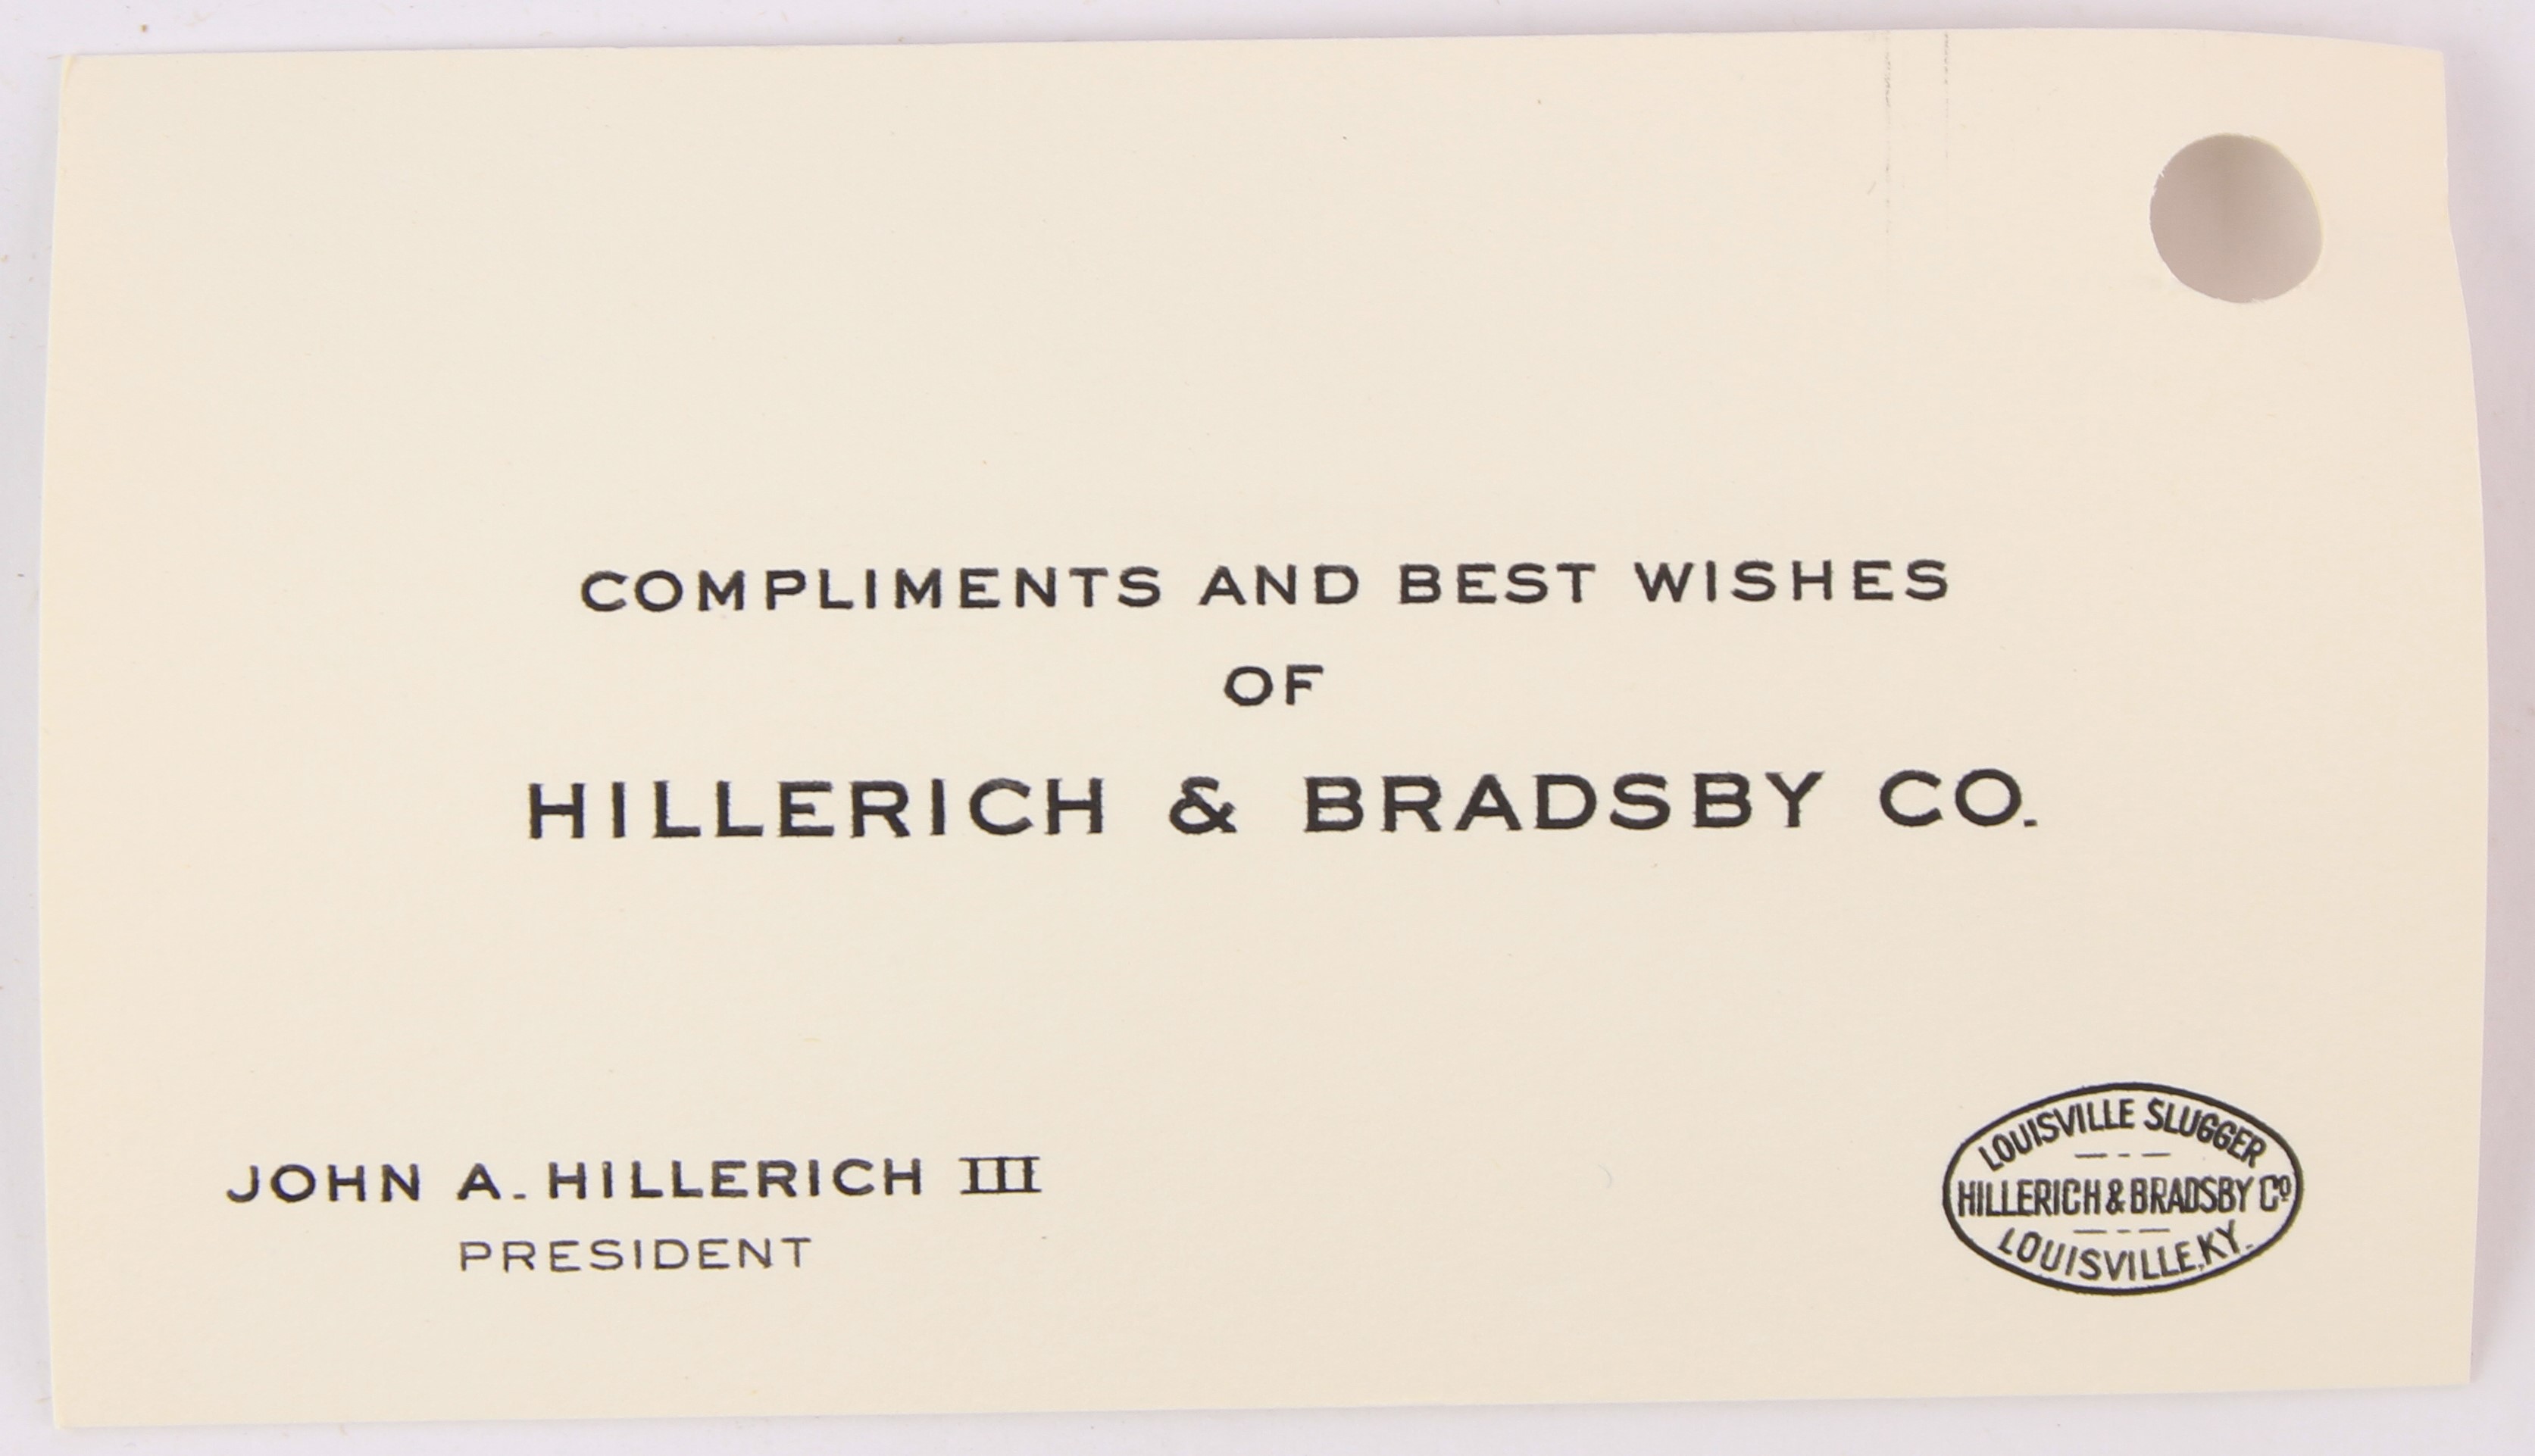 COMPLIMENTS AND BEST WISHES
OF
HILLERICH & BRADSBY CO.
JOHN A. HILLERICH III
PRESIDENT
LOUISVILLE SLUGGER
HILLERICH & BRADSBY Cº
LOUISVILLE, KY.